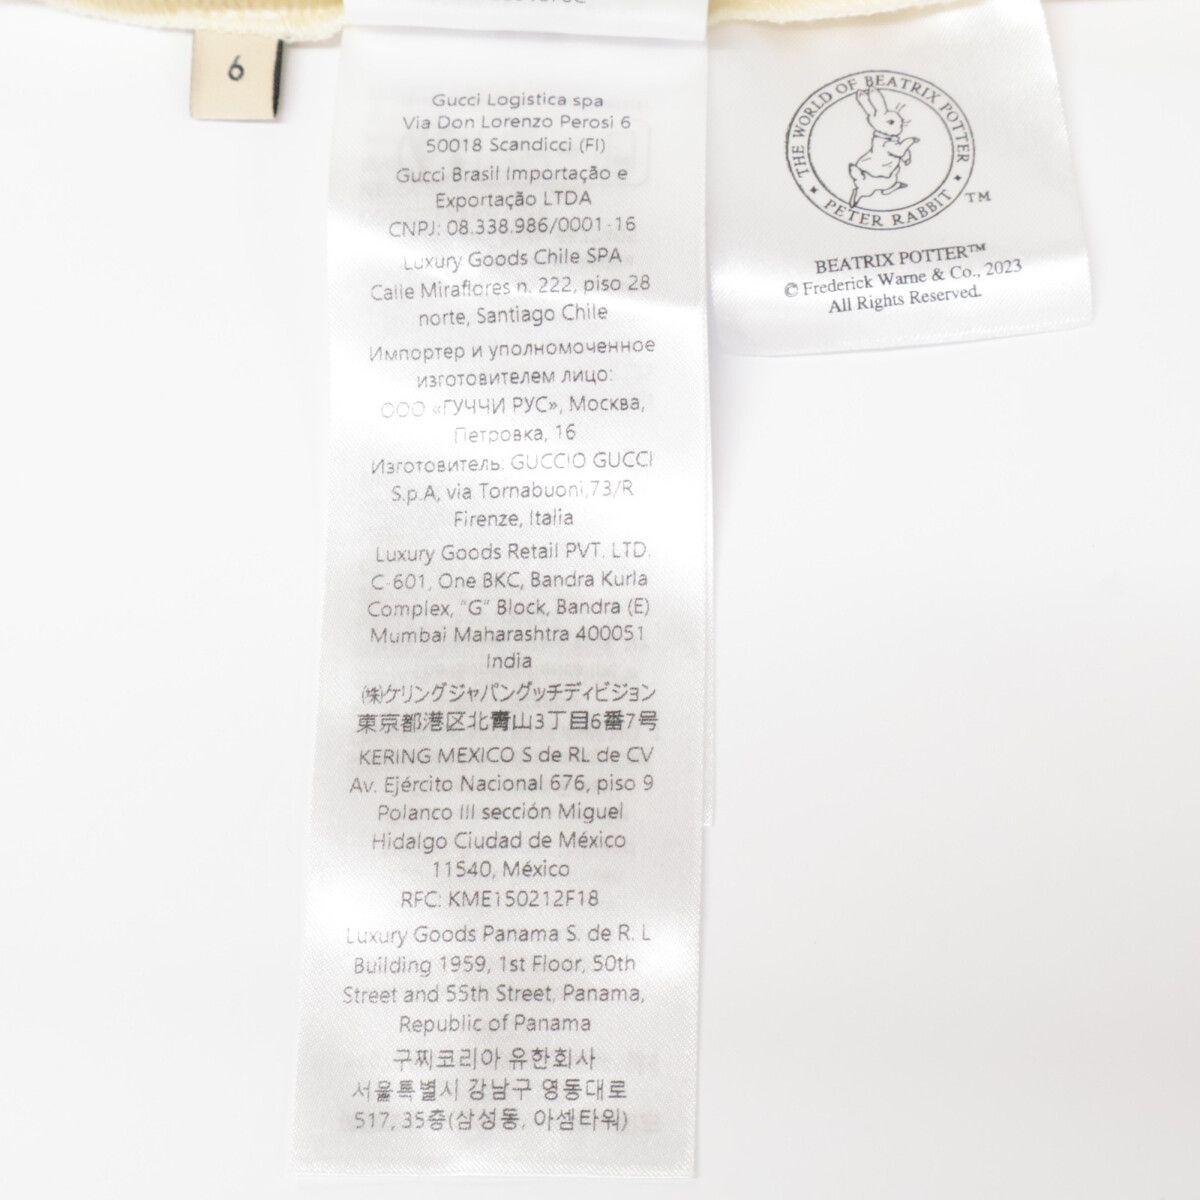 6
Gucci Logistica spa
Via Don Lorenzo Perosi 6
50018 Scandicci (FI)
Gucci Brasil Importação e
Exportação LTDA
CNPJ: 08.338.986/0001-16
Luxury Goods Chile SPA
Calle Miraflores n. 222, piso 28
norte, Santiago Chile
Импортер и уполномоченное
изготовителем лицо:
ООО «ГУЧЧИ РУС», Москва,
Петровка, 16
Изготовитель: GUCCIO GUCCI
S.p.A, via Tornabuoni,73/R
Firenze, Italia
Luxury Goods Retail PVT. LTD.
C-601, One BKC, Bandra Kurla
Complex, "G" Block, Bandra (E)
Mumbai Maharashtra 400051
India
(株)ケリングジャパングッチディビジョン
東京都港区北青山3丁目6番7号
KERING MEXICO S de RL de CV
Av. Ejército Nacional 676, piso 9
Polanco III sección Miguel
Hidalgo Ciudad de México
11540, México
RFC: KME150212F18
Luxury Goods Panama S. de R. L
Building 1959, 1st Floor, 50th
Street and 55th Street, Panama,
Republic of Panama
구찌코리아 유한회사
서울특별시 강남구 영동대로
517, 35층(삼성동, 아셈타워)
THE WORLD OF BEATRIX POTTER
PETER RABBIT ™
BEATRIX POTTER™
© Frederick Warne & Co., 2023
All Rights Reserved.